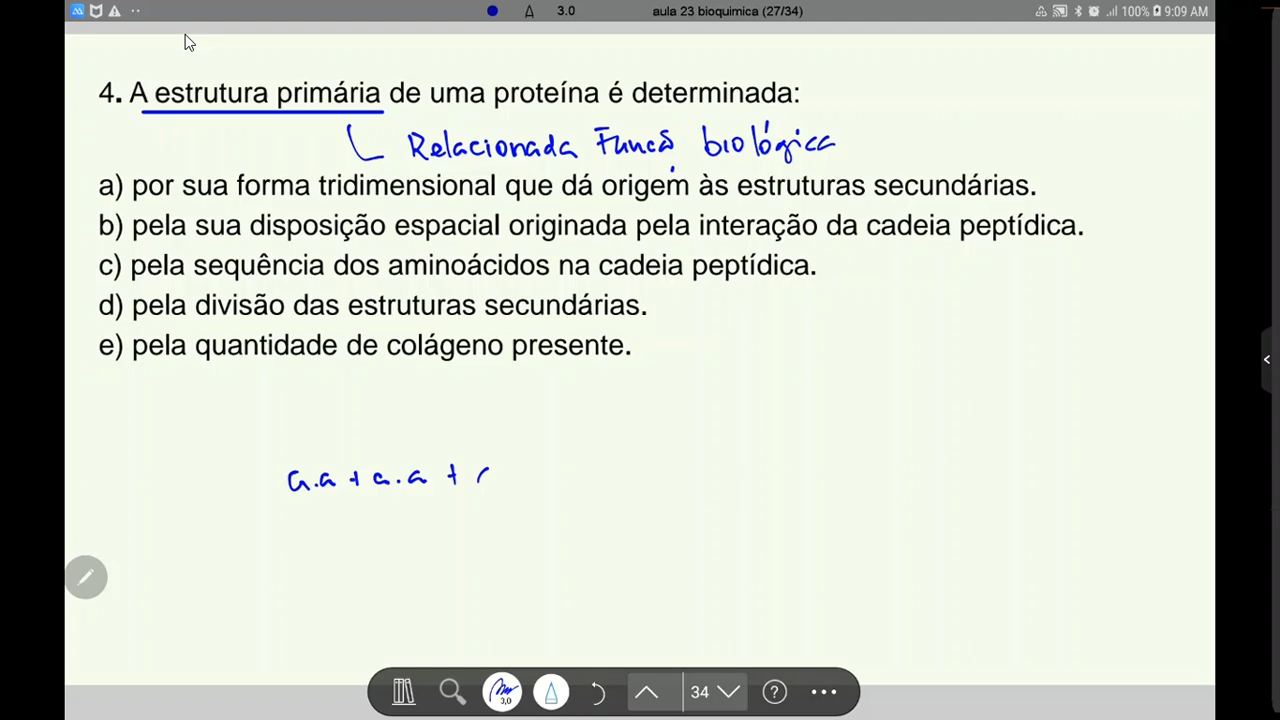 3.0 aula 23 bioquimica (27/34) 100% 9:09 AM
4. A estrutura primária de uma proteína é determinada:
Relacionada Função biológica
a) por sua forma tridimensional que dá origem às estruturas secundárias.
b) pela sua disposição espacial originada pela interação da cadeia peptídica.
c) pela sequência dos aminoácidos na cadeia peptídica.
d) pela divisão das estruturas secundárias.
e) pela quantidade de colágeno presente.
a.a + a.a +
3,0 34 ?